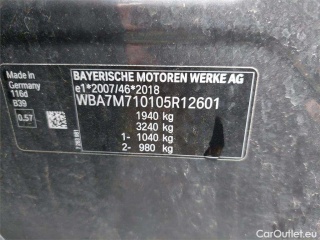 BAYERISCHE MOTOREN WERKE AG
Made in
Germany
116d
B39
0.57
e1*2007/46*2018
WBA7M710105R12601
1940 kg
3240 kg
1- 1040 kg
2- 980 kg
CarOutlet.eu